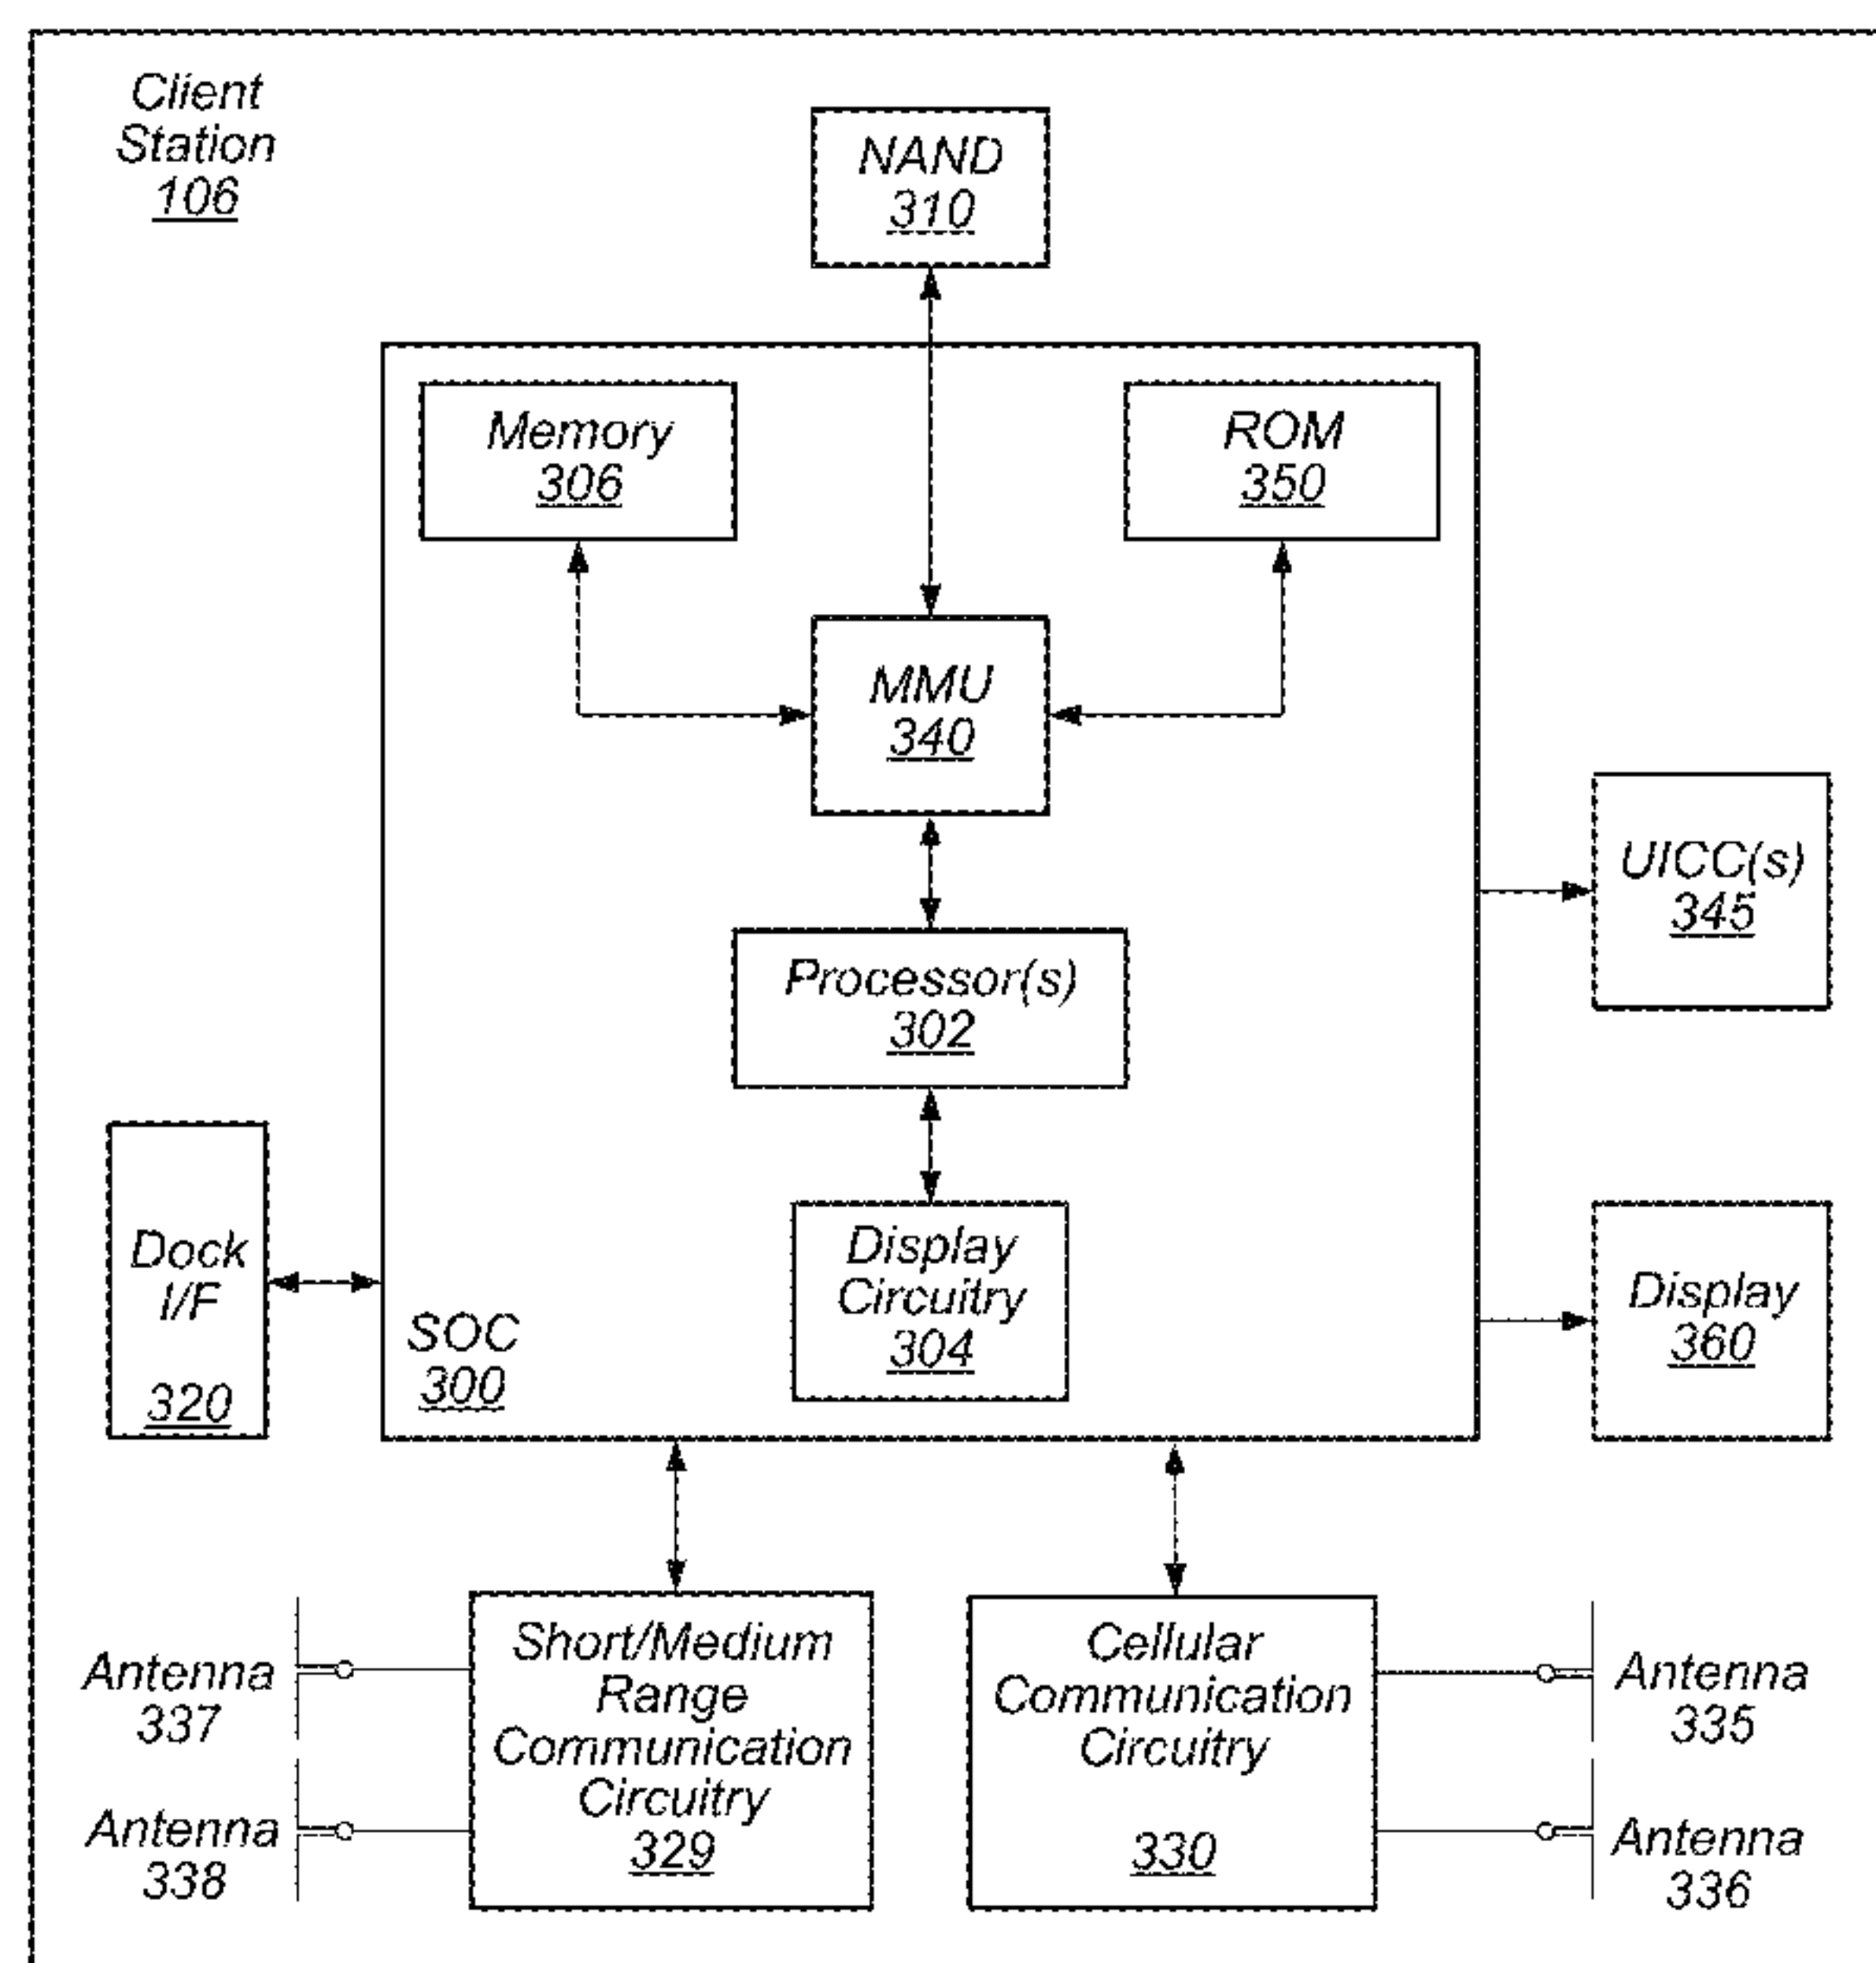 Client
Station
106
NAND
310
Memory
306
ROM
350
MMU
340
UICC(s)
345
Processor(s)
302
Dock
I/F
320
Display
Circuitry
304
SOC
300
Display
360
Short/Medium
Range
Communication
Circuitry
329
Cellular
Communication
Circuitry
330
Antenna
337
Antenna
338
Antenna
335
Antenna
336